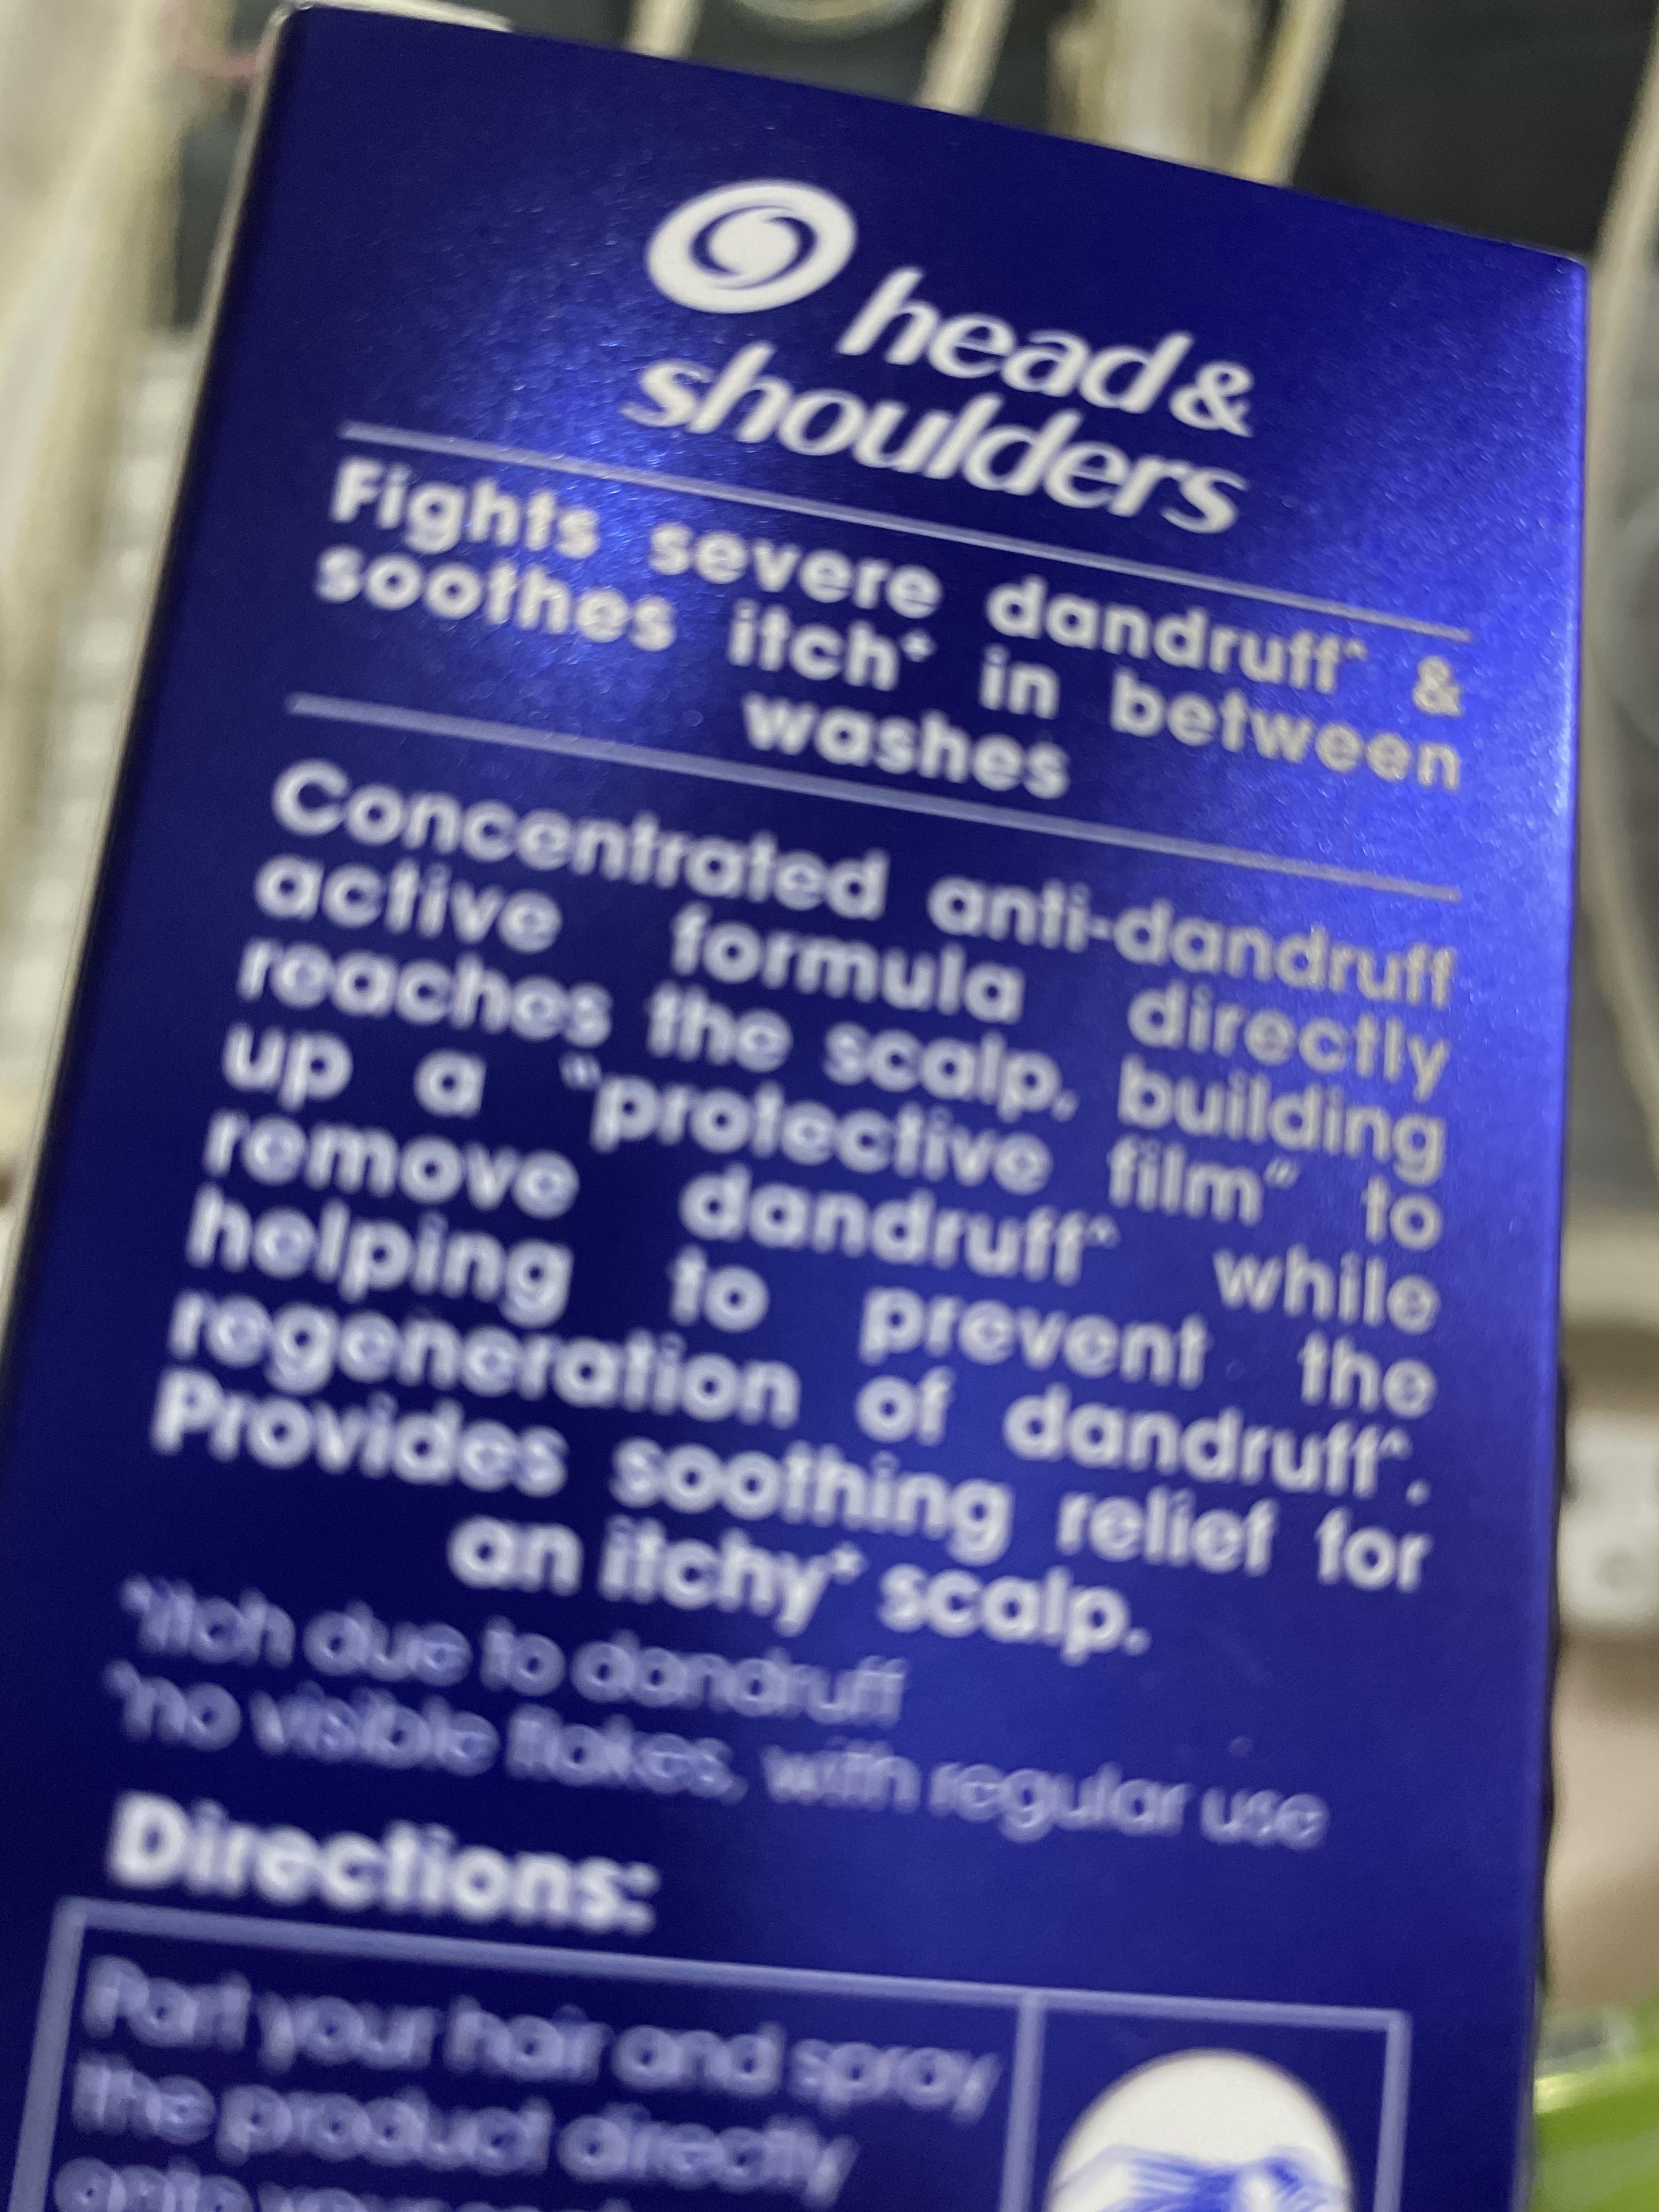 head &
shoulders
Fights severe dandruff^ &
soothes itch* in between
washes
Concentrated anti-dandruff
active formula directly
reaches the scalp, building
up a "protective film" to
remove dandruff^ while
helping to prevent the
regeneration of dandruff^.
Provides soothing relief for
an itchy* scalp.
*itch due to dandruff
^no visible flakes, with regular use
Directions:
Part your hair and spray
the product directly
onto your